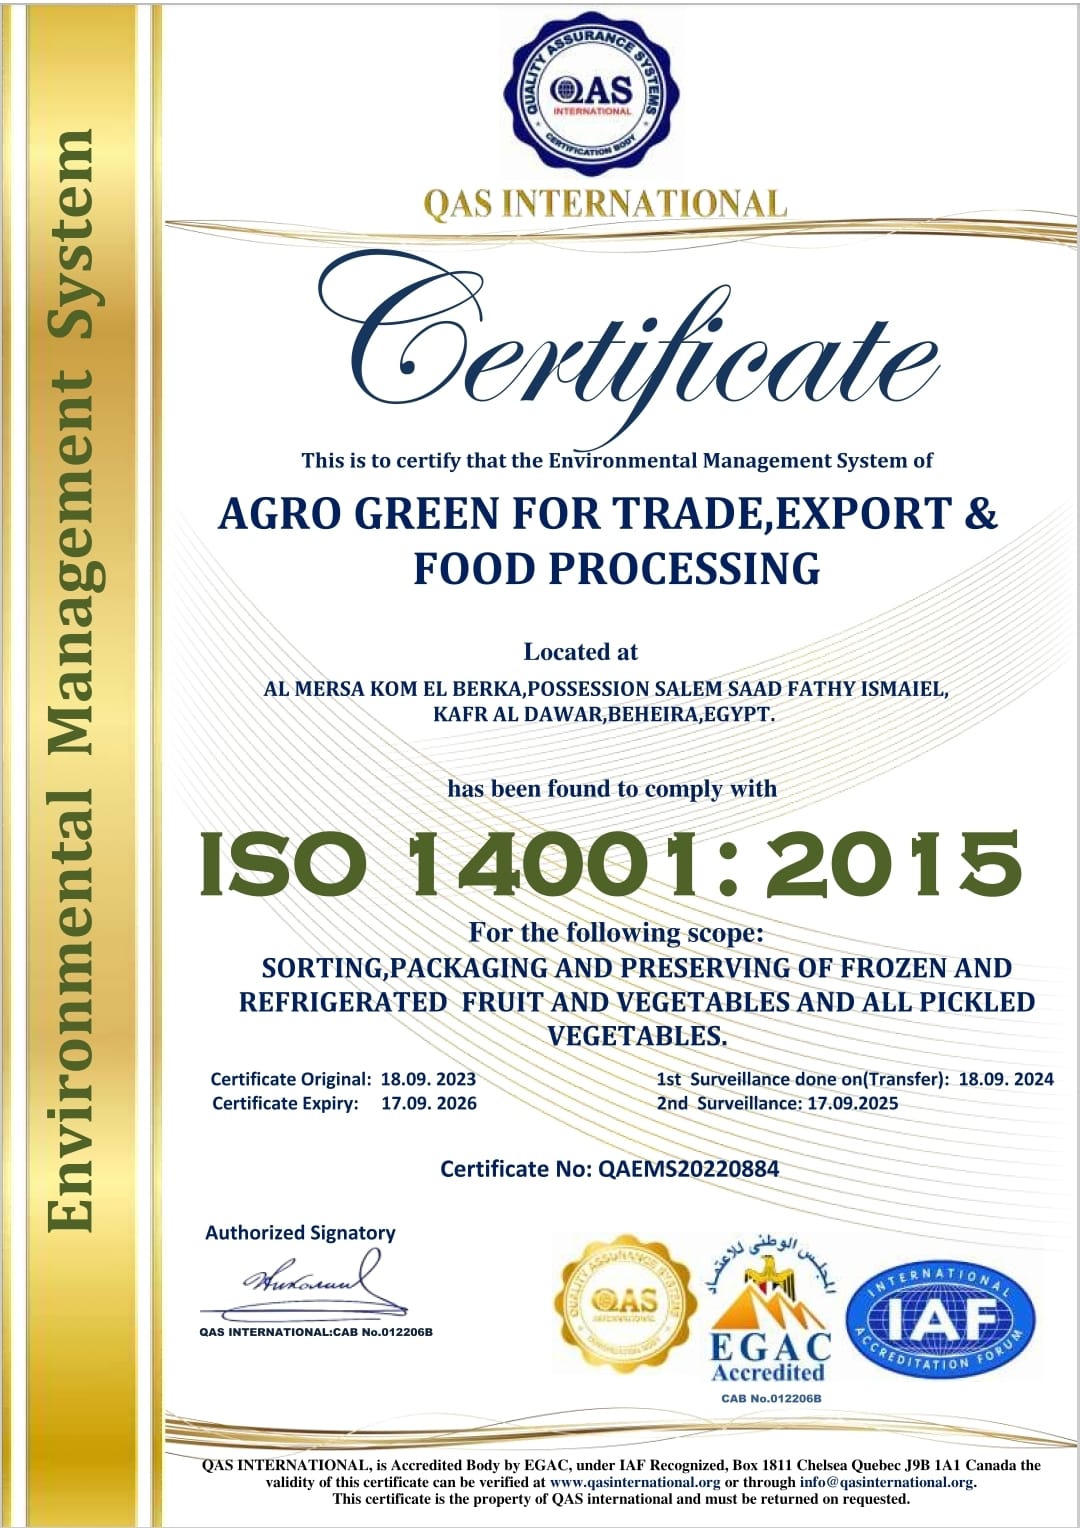 QUALITY ASSURANCE SYSTEMS
QAS
INTERNATIONAL
CERTIFICATION BODY
QAS INTERNATIONAL
Environmental Management System
Certificate
This is to certify that the Environmental Management System of
AGRO GREEN FOR TRADE,EXPORT &
FOOD PROCESSING
Located at
AL MERSA KOM EL BERKA,POSSESSION SALEM SAAD FATHY ISMAIEL,
KAFR AL DAWAR,BEHEIRA,EGYPT.
has been found to comply with
ISO 14001: 2015
For the following scope:
SORTING,PACKAGING AND PRESERVING OF FROZEN AND
REFRIGERATED  FRUIT AND VEGETABLES AND ALL PICKLED
VEGETABLES.
Certificate Original: 18.09. 2023
1st Surveillance done on(Transfer): 18.09. 2024
Certificate Expiry: 17.09. 2026
2nd Surveillance: 17.09.2025
Certificate No: QAEMS20220884
Authorized Signatory
QAS INTERNATIONAL:CAB No.012206B
QUALITY ASSURANCE SYSTEMS
QAS
INTERNATIONAL
CERTIFICATION BODY
المجلس الوطنى للاعتماد
EGAC
Accredited
CAB No.012206B
INTERNATIONAL
IAF
ACCREDITATION FORUM
QAS INTERNATIONAL, is Accredited Body by EGAC, under IAF Recognized, Box 1811 Chelsea Quebec J9B 1A1 Canada the
validity of this certificate can be verified at www.qasinternational.org or through info@qasinternational.org.
This certificate is the property of QAS international and must be returned on requested.